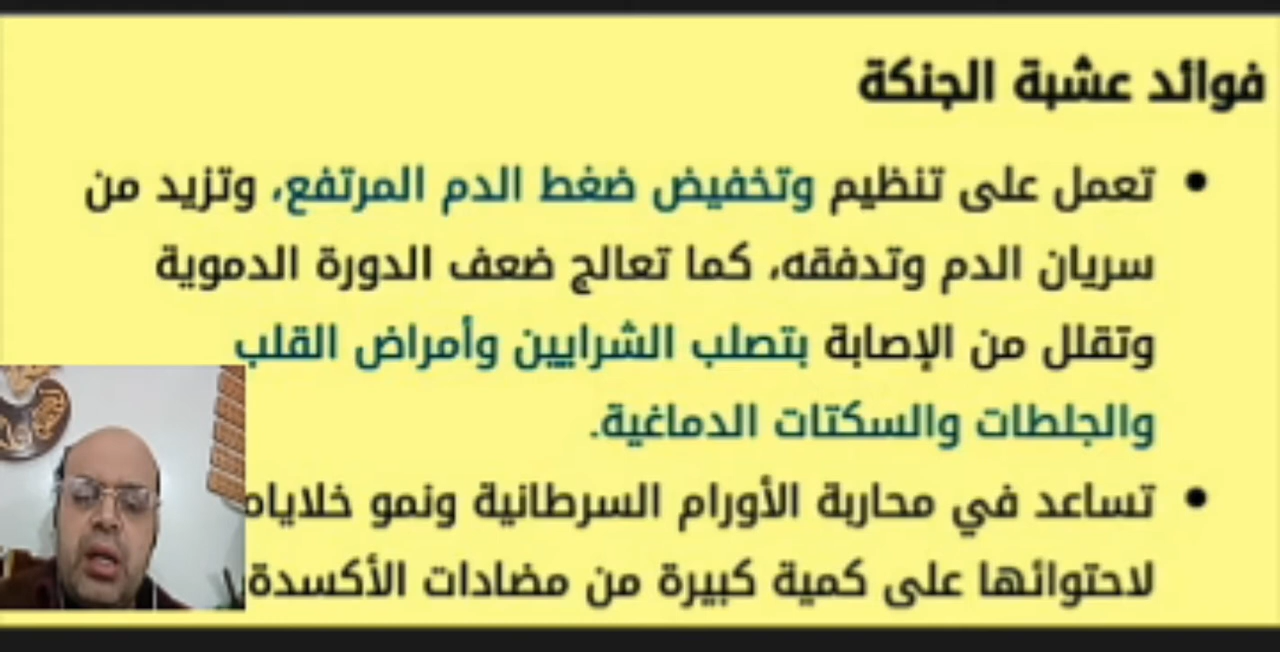 فوائد عشبة الجنكة
• تعمل على تنظيم وتخفيض ضغط الدم المرتفع، وتزيد من
سريان الدم وتدفقه، كما تعالج ضعف الدورة الدموية
وتقلل من الإصابة بتصلب الشرايين وأمراض القلب
والجلطات والسكتات الدماغية.
• تساعد في محاربة الأورام السرطانية ونمو
لاحتوائها على كمية كبيرة من مضادات الأكسدة